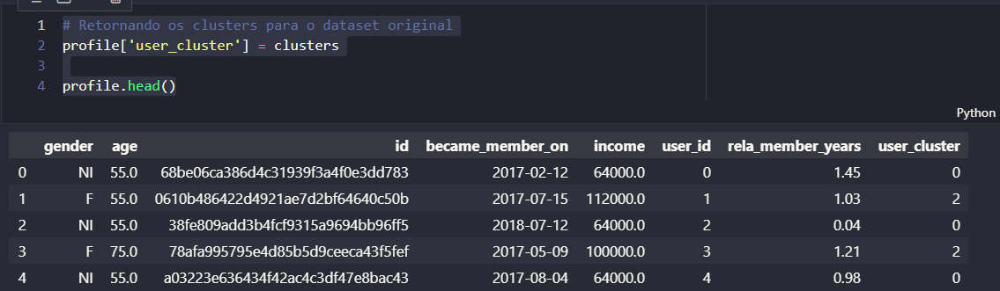 1 # Retornando os clusters para o dataset original
2 profile['user_cluster'] = clusters
3
4 profile.head()
Python
gender age id became_member_on income user_id rela_member_years user_cluster
0 NI 55.0 68be06ca386d4c31939f3a4f0e3dd783 2017-02-12 64000.0 0 1.45 0
1 F 55.0 0610b486422d4921ae7d2bf64640c50b 2017-07-15 112000.0 1 1.03 2
2 NI 55.0 38fe809add3b4fcf9315a9694bb96ff5 2018-07-12 64000.0 2 0.04 0
3 F 75.0 78afa995795e4d85b5d9ceeca43f5fef 2017-05-09 100000.0 3 1.21 2
4 NI 55.0 a03223e636434f42ac4c3df47e8bac43 2017-08-04 64000.0 4 0.98 0